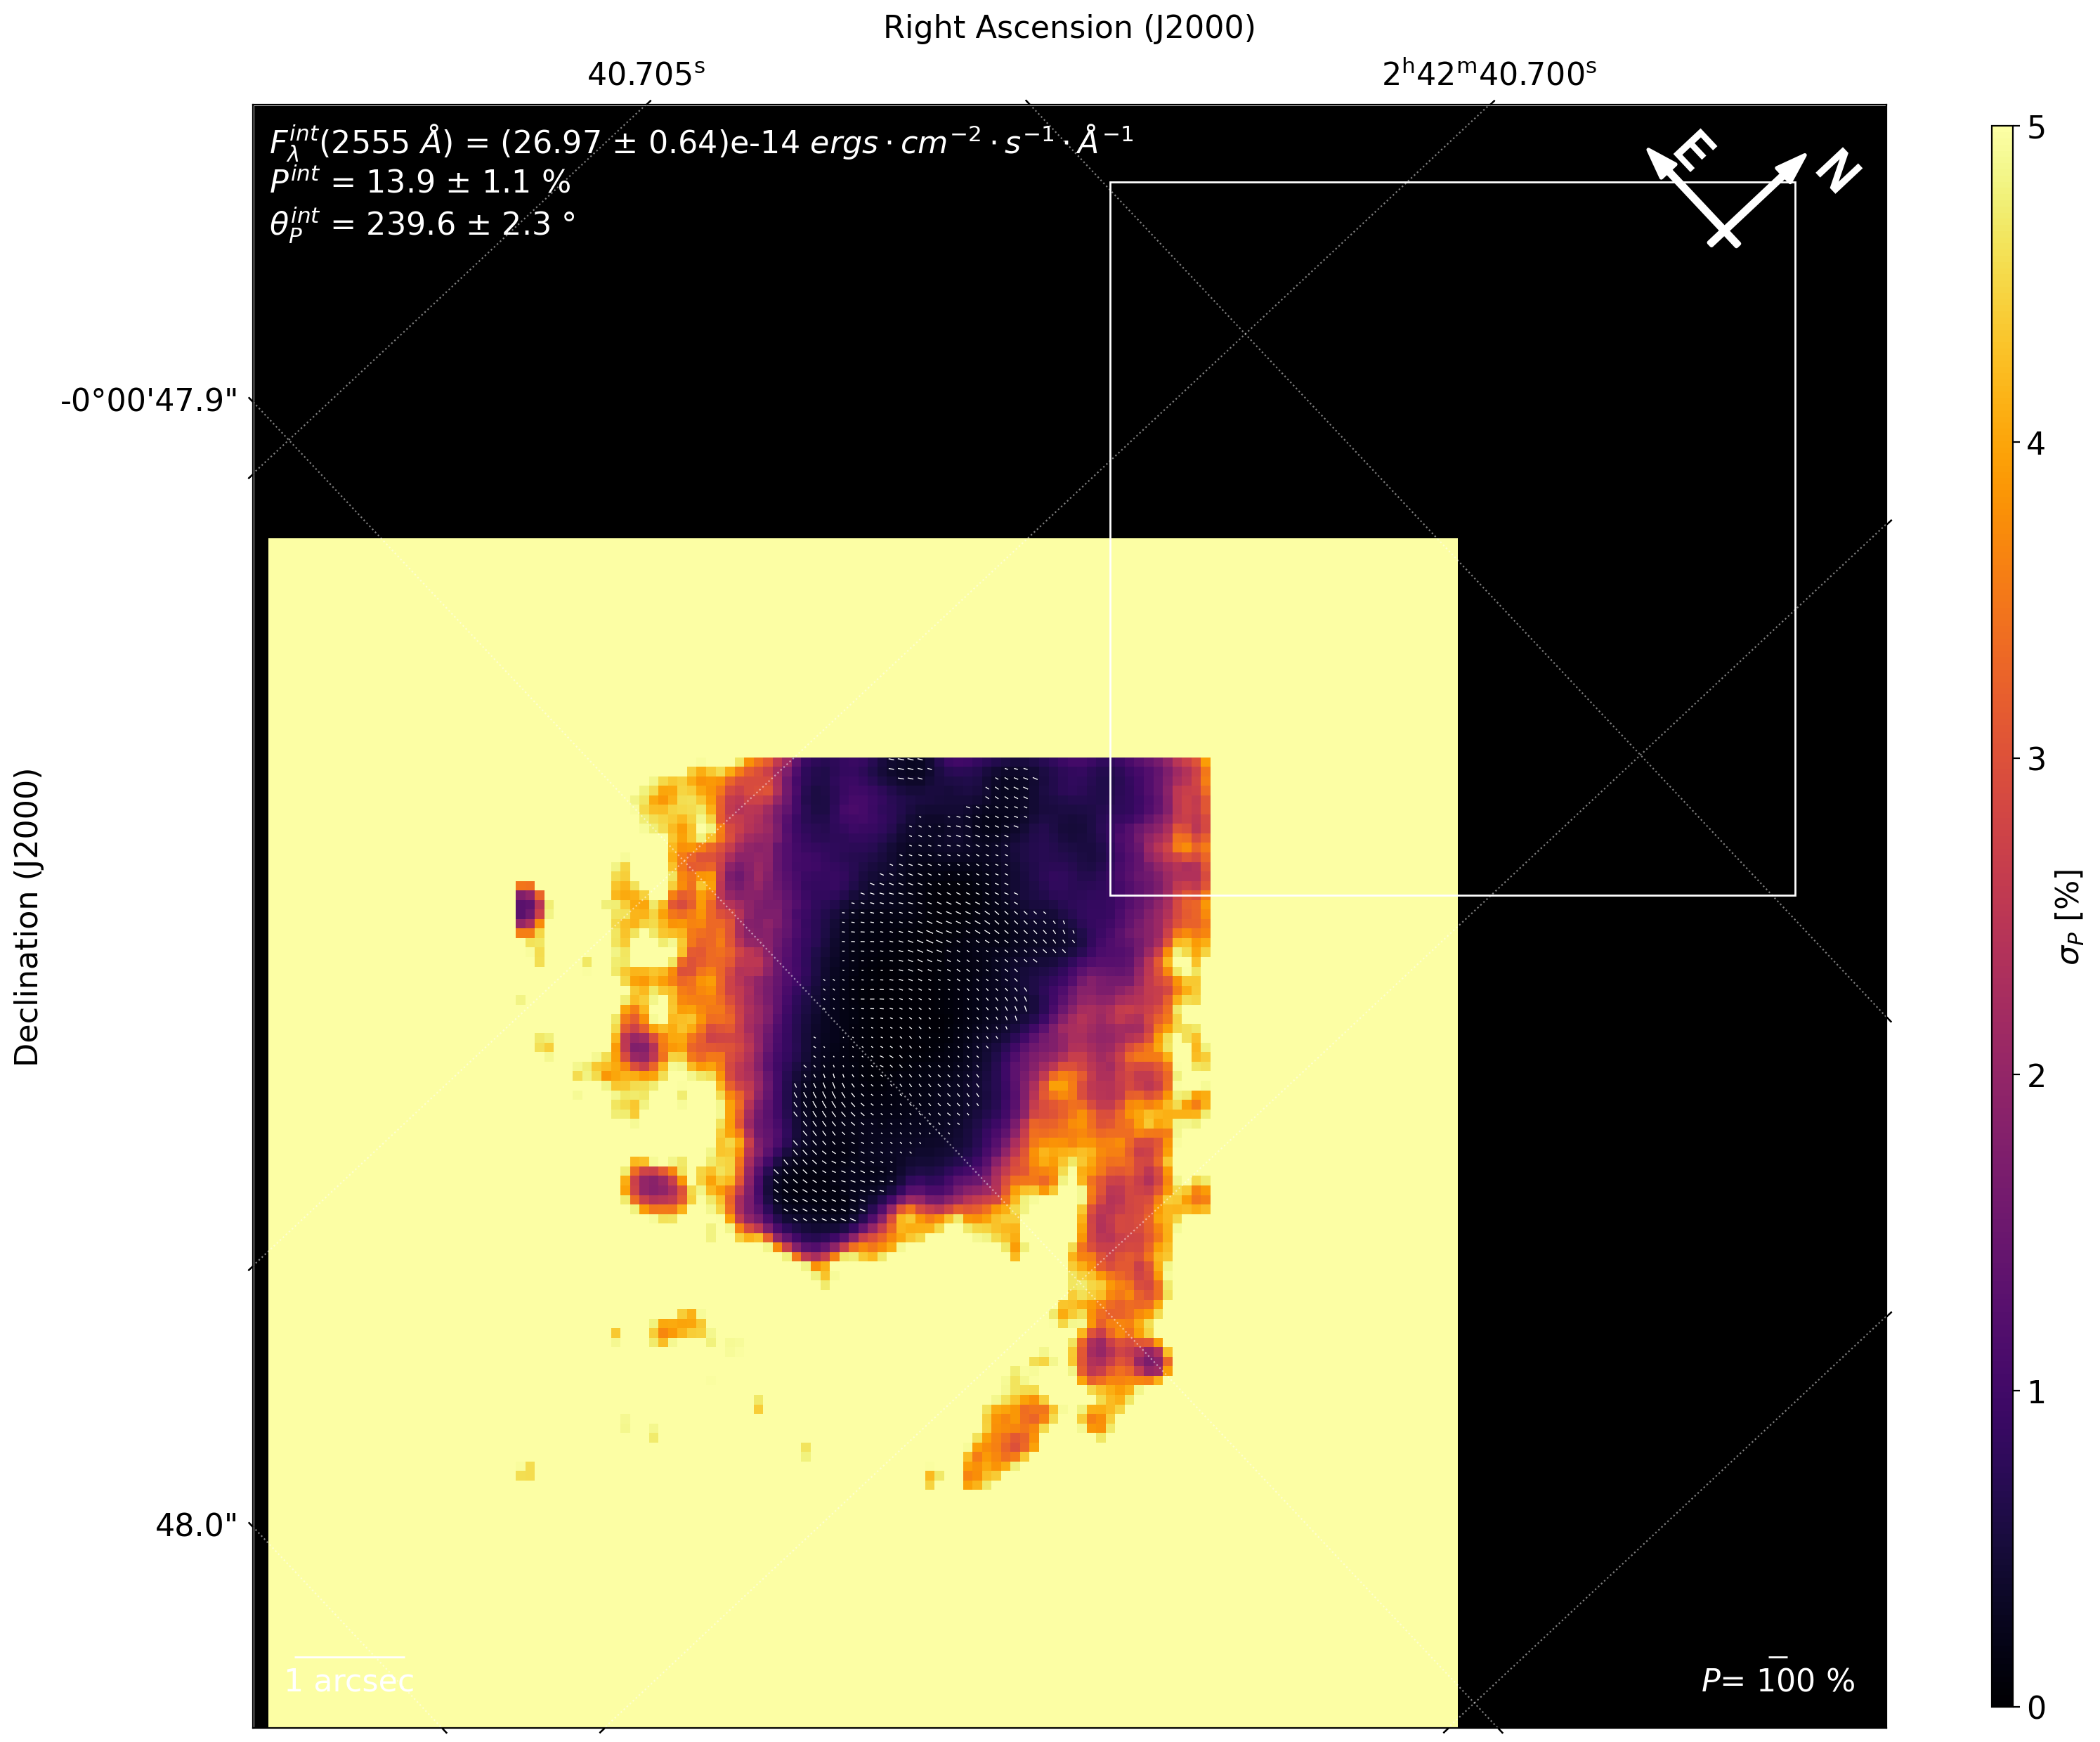 Right Ascension (J2000)
40.705ˢ
2ʰ42ᵐ40.700ˢ
F_λ^int(2555 Å) = (26.97 ± 0.64)e-14 ergs · cm⁻² · s⁻¹ · Å⁻¹
P^int = 13.9 ± 1.1 %
θ_P^int = 239.6 ± 2.3 °
E
N
-0°00'47.9"
48.0"
Declination (J2000)
1 arcsec
P= 100 %
5
4
3
2
1
0
σ_P [%]